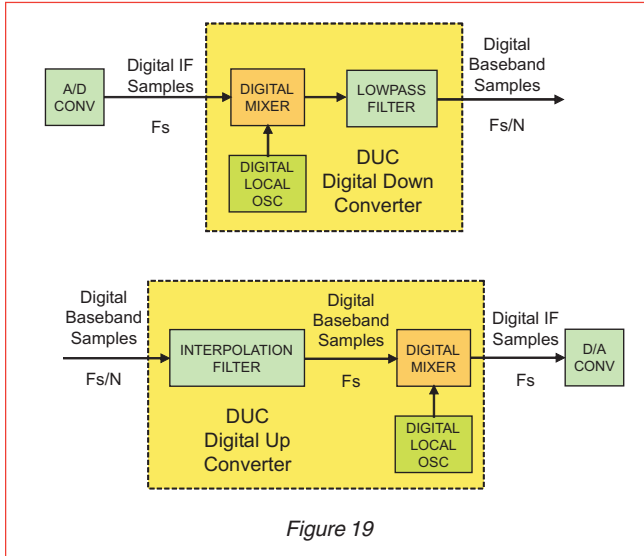 A/D
CONV
Digital IF
Samples
Fs
DIGITAL
MIXER
LOWPASS
FILTER
Digital
Baseband
Samples
Fs/N
DIGITAL
LOCAL
OSC
DUC
Digital Down
Converter
Digital
Baseband
Samples
Fs/N
INTERPOLATION
FILTER
Digital
Baseband
Samples
Fs
DIGITAL
MIXER
Digital IF
Samples
Fs
D/A
CONV
DUC
Digital Up
Converter
DIGITAL
LOCAL
OSC
Figure 19